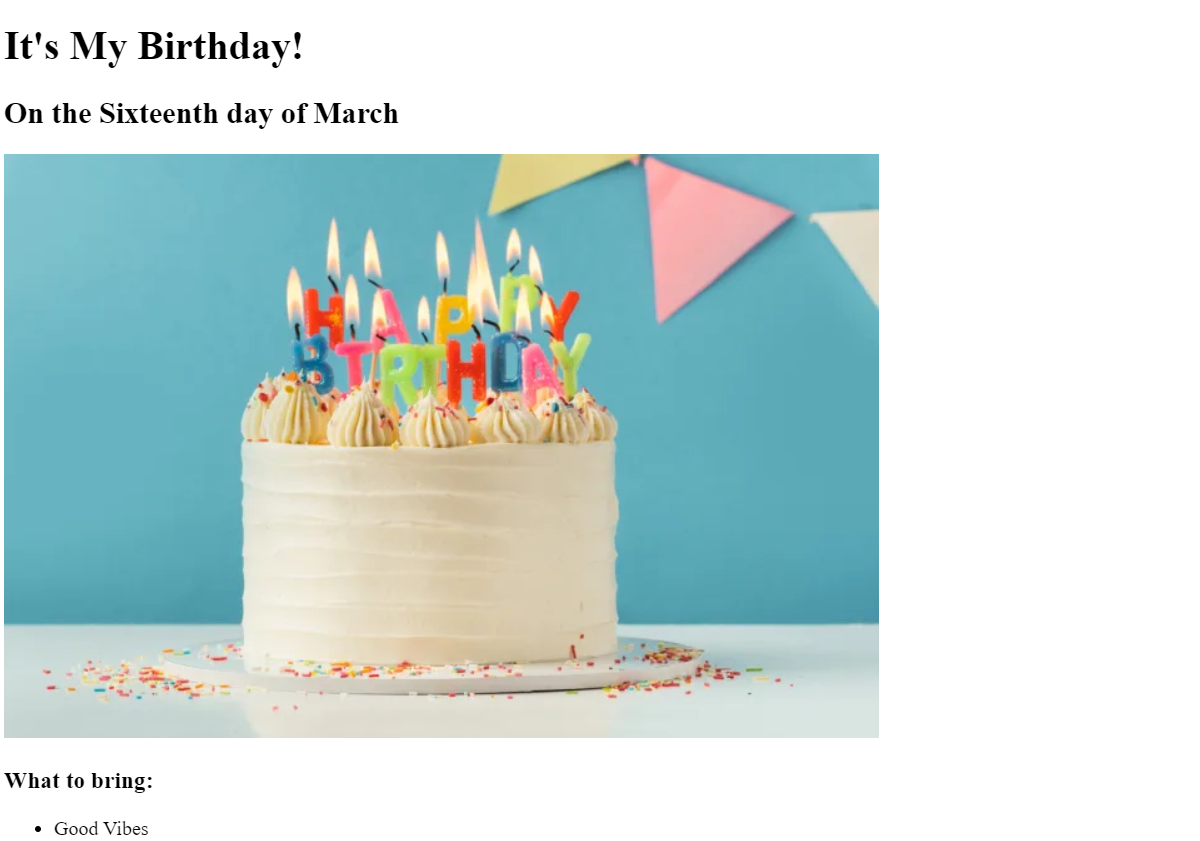 It's My Birthday!
On the Sixteenth day of March
HAPPY
BIRTHDAY
What to bring:
Good Vibes